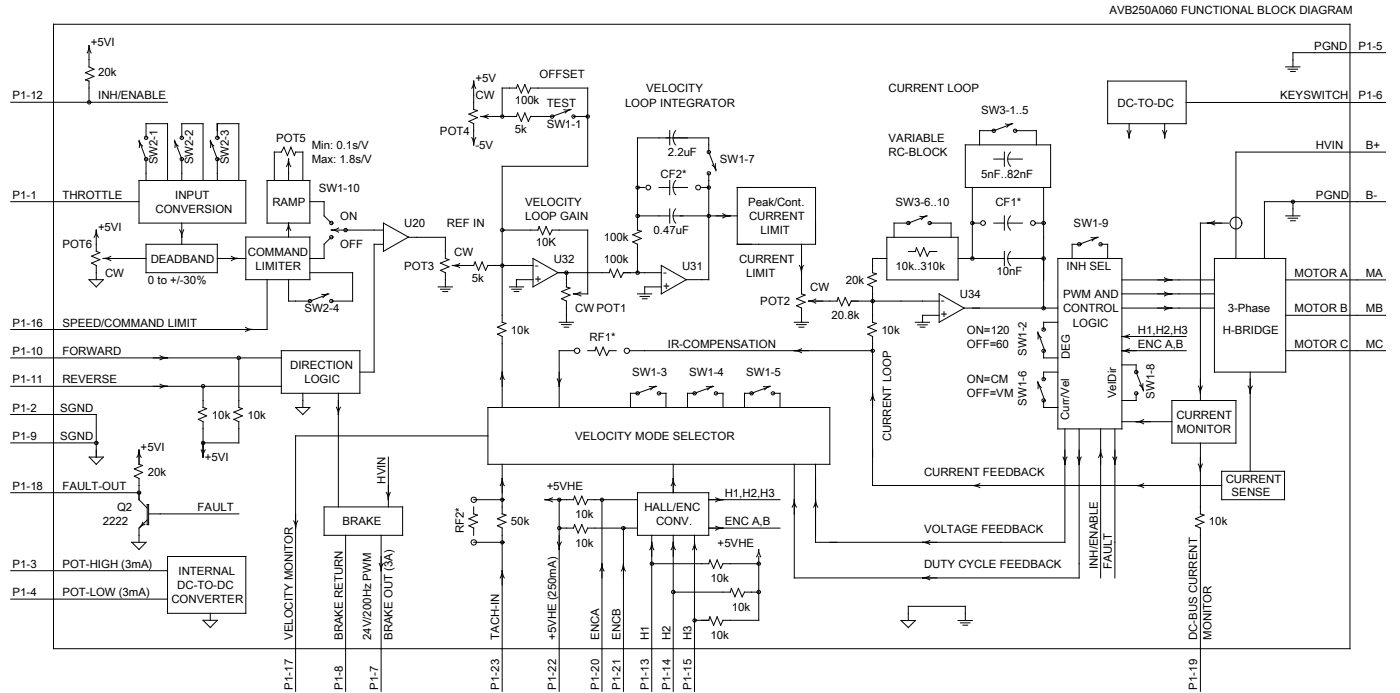 AVB250A060 FUNCTIONAL BLOCK DIAGRAM
+5VI
20k
P1-12
INH/ENABLE
SW2-1
SW2-2
SW2-3
POT5
Min: 0.1s/V
Max: 1.8s/V
P1-1
THROTTLE
INPUT
CONVERSION
RAMP
SW1-10
ON
OFF
+5VI
POT6
CW
DEADBAND
0 to +/-30%
COMMAND
LIMITER
SW2-4
U20
P1-16
SPEED/COMMAND LIMIT
P1-10
FORWARD
P1-11
REVERSE
DIRECTION
LOGIC
10k
10k
+5VI
P1-2
SGND
P1-9
SGND
+5VI
20k
P1-18
FAULT-OUT
Q2
2222
FAULT
P1-3
POT-HIGH (3mA)
P1-4
POT-LOW (3mA)
INTERNAL
DC-TO-DC
CONVERTER
HVIN
BRAKE
VELOCITY MONITOR
P1-17
BRAKE RETURN
P1-8
24V/200Hz PWM
BRAKE OUT (3A)
P1-7
+5V
CW
POT4
-5V
OFFSET
100k
TEST
5k
SW1-1
REF IN
CW
POT3
5k
VELOCITY
LOOP GAIN
10K
U32
CW POT1
10k
VELOCITY
LOOP INTEGRATOR
2.2uF
SW1-7
CF2*
0.47uF
100k
100k
U31
Peak/Cont.
CURRENT
LIMIT
CURRENT
LIMIT
CW
POT2
20.8k
CURRENT LOOP
VARIABLE
RC-BLOCK
SW3-1..5
5nF..82nF
SW3-6..10
10k..310k
CF1*
10nF
20k
10k
U34
RF1*
IR-COMPENSATION
CURRENT LOOP
SW1-3
SW1-4
SW1-5
VELOCITY MODE SELECTOR
RF2*
50k
TACH-IN
P1-23
+5VHE
10k
10k
HALL/ENC
CONV.
H1,H2,H3
ENC A,B
+5VHE
10k
10k
10k
+5VHE (250mA)
P1-22
ENCA
P1-20
ENCB
P1-21
H1
P1-13
H2
P1-14
H3
P1-15
CURRENT FEEDBACK
VOLTAGE FEEDBACK
DUTY CYCLE FEEDBACK
INH/ENABLE
FAULT
SW1-9
INH SEL
PWM AND
CONTROL
LOGIC
ON=120
OFF=60
SW1-2
DEG
ON=CM
OFF=VM
SW1-6
Curr/Vel
VelDir
SW1-8
H1,H2,H3
ENC A,B
3-Phase
H-BRIDGE
CURRENT
MONITOR
CURRENT
SENSE
10k
DC-BUS CURRENT
MONITOR
P1-19
DC-TO-DC
PGND
P1-5
KEYSWITCH
P1-6
HVIN
B+
PGND
B-
MOTOR A
MA
MOTOR B
MB
MOTOR C
MC